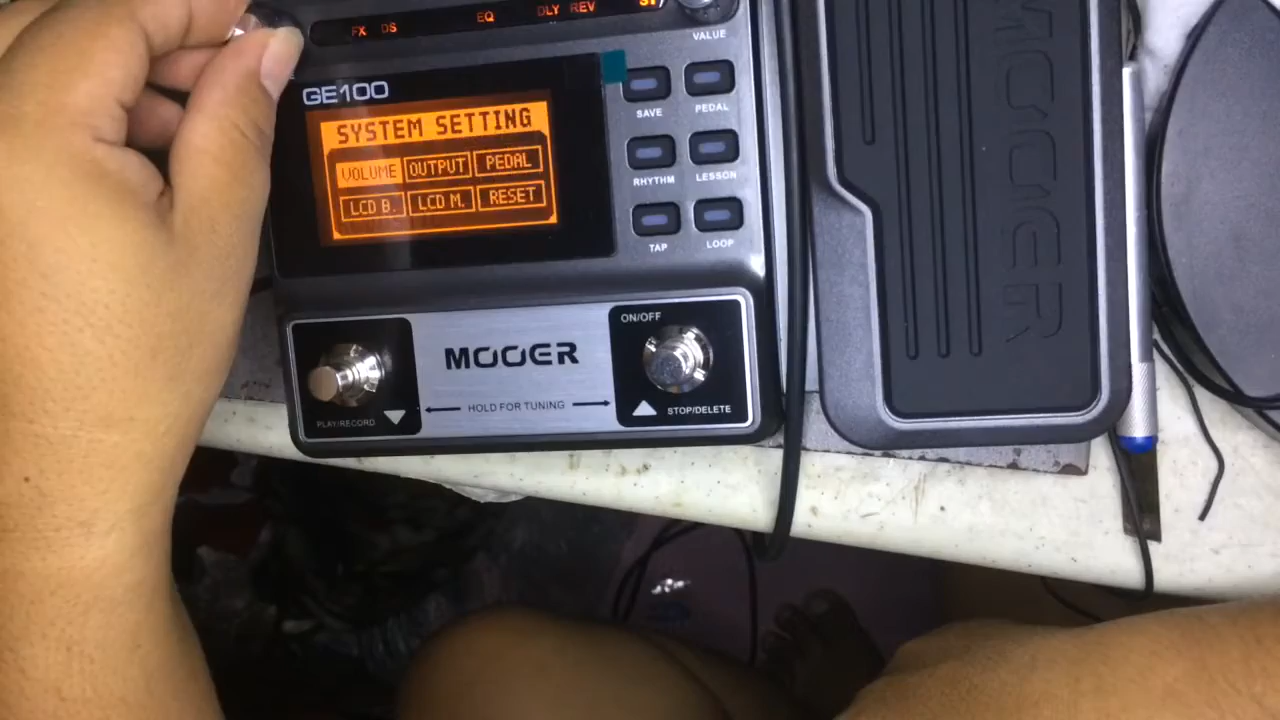 FX DS EQ DLY REV
VALUE
GE100
SYSTEM SETTING
VOLUME OUTPUT PEDAL
LCD B. LCD M. RESET
SAVE PEDAL
RHYTHM LESSON
TAP LOOP
ON/OFF
MOOER
HOLD FOR TUNING
PLAY/RECORD
STOP/DELETE
MOOER